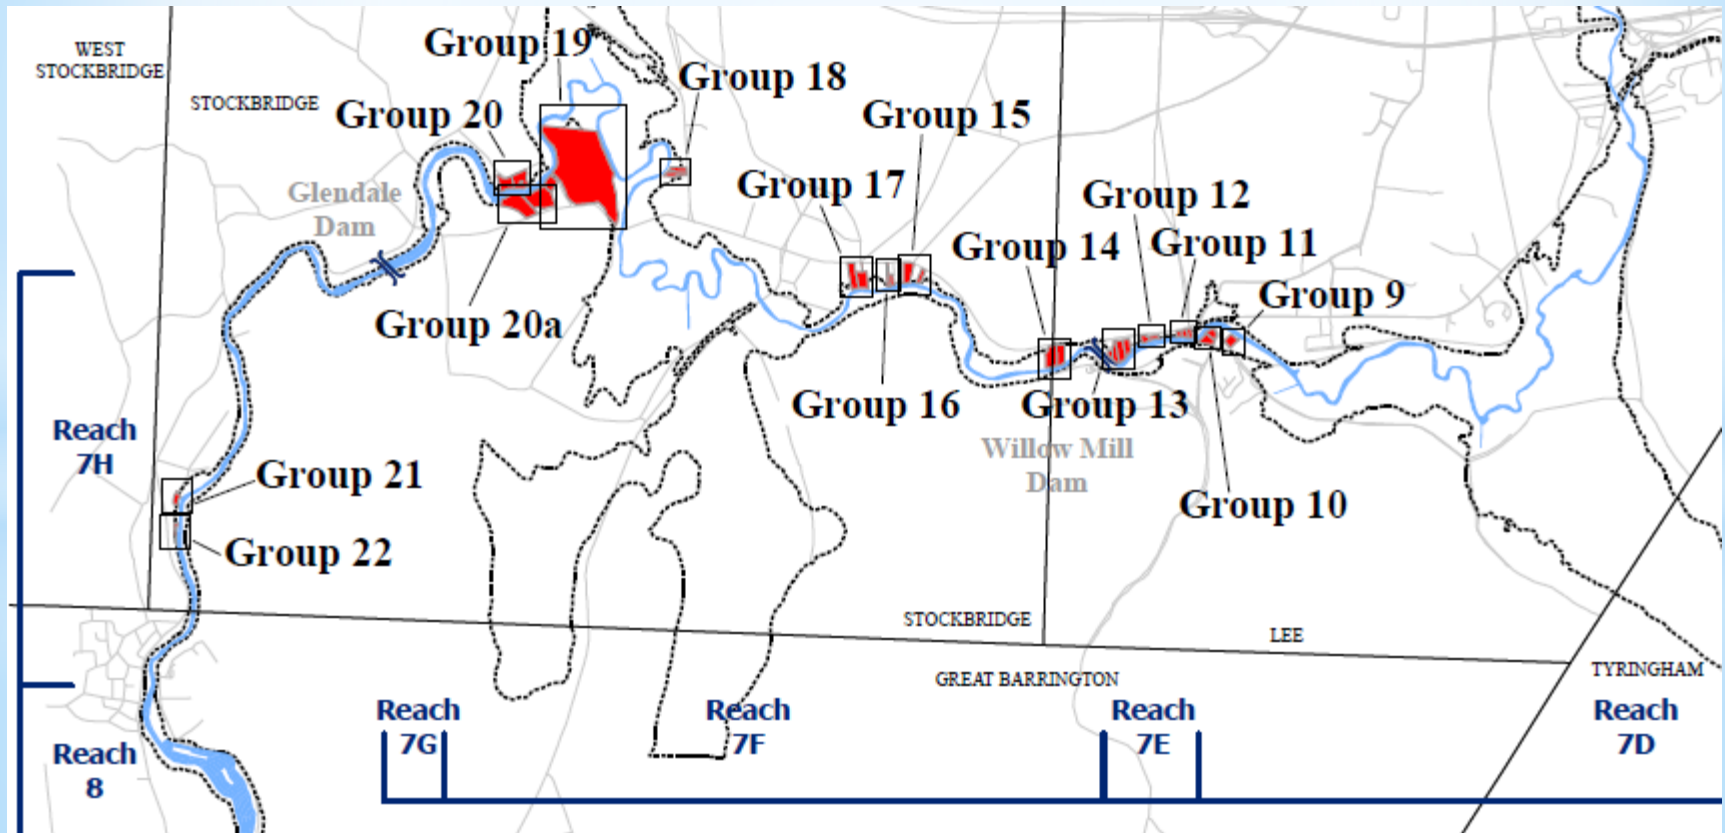 WEST
STOCKBRIDGE
STOCKBRIDGE
Group 19
Group 18
Group 20
Group 15
Glendale
Dam
Group 17
Group 12
Group 14
Group 11
Group 9
Group 20a
Group 16
Group 13
Reach
7H
Willow Mill
Dam
Group 21
Group 10
Group 22
STOCKBRIDGE
LEE
GREAT BARRINGTON
TYRINGHAM
Reach
7G
Reach
7F
Reach
7E
Reach
7D
Reach
8